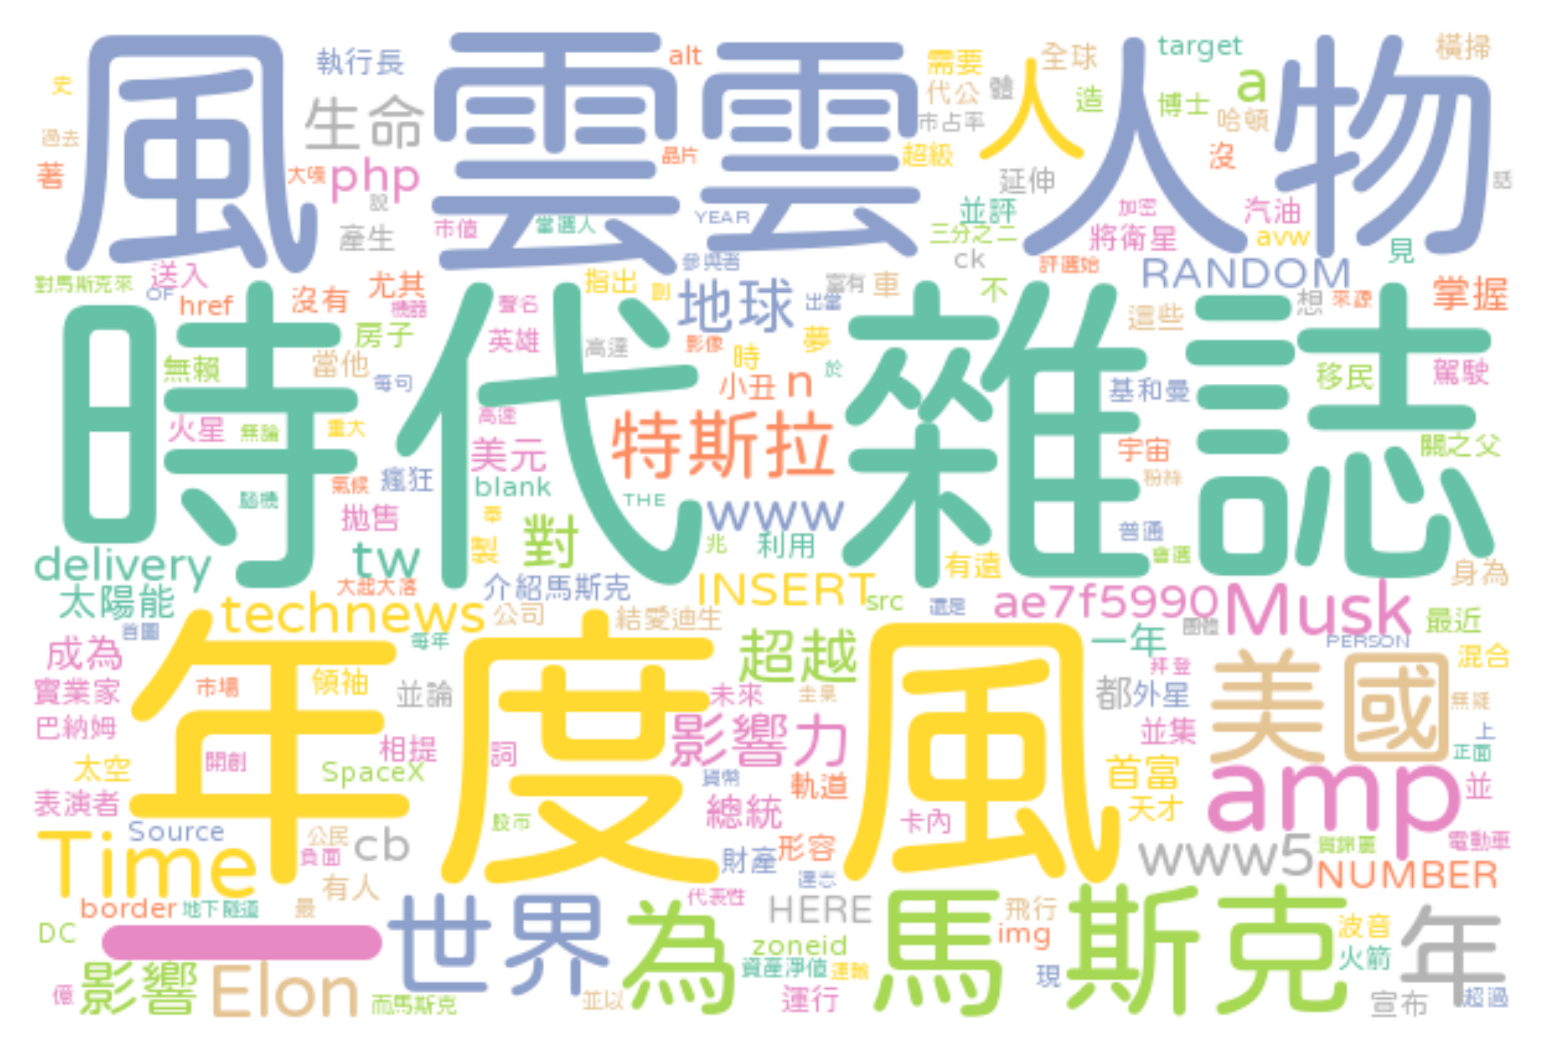 風 雲雲 人人物
史 執行長 alt 需要 全球 target 橫掃
生命 代公 體 造 博士 a 哈頓
過去 市占率
著 大嗓 php 晶片 超級 沒
說 延伸 話
產生 市值 當選人 YEAR 三分之二 並評 加密 汽油
將衛星 avw 見
對馬斯克來 送入 參與者 ck 評選始 RANDOM
OF href 沒有 尤其 機器 聲名 指出 創 地球 出當 富有 車 不 想 來源 掌握
時代 雜誌
房子 英雄 高達 影像 時 夢 這些
無賴 當他 每句 小丑 n 於 基和曼 移民 駕駛
火星 無論 重大 高速 特斯拉 宇宙 關之父
美元
腦機 氣候 瘋狂 blank THE www 粉絲
拋售 奉 製 對 兆 利用 普通 會選
delivery tw 有遠 身為
太陽能 大起大落 介紹馬斯克 INSERT src 還是 ae7f5990 Musk
首圖 technews 公司 結愛迪生 團體 最近
年度風
成為 每年 超越 一年 PERSON 混合
實業家 市場 領袖 並論 未來 圭臬 都 外星 拜登 美國 無疑
巴納姆 相提 詞 影響力 並集 上
太空 開創 SpaceX 貨幣 軌道 首富 正面
表演者 總統 天才 amp 並
Source 公民 股市 卡內
Time 負面 cb 財產 形容 www5 賀錦麗 電動車
有人 遠志 NUMBER
border 地下隧道 最 代表性 HERE 飛行
DC 世界 為 zoneid img 馬斯克 波音 年
影響 Elon 資產淨值 運輸 現 火箭
億 而馬斯克 並以 運行 宣布 超過